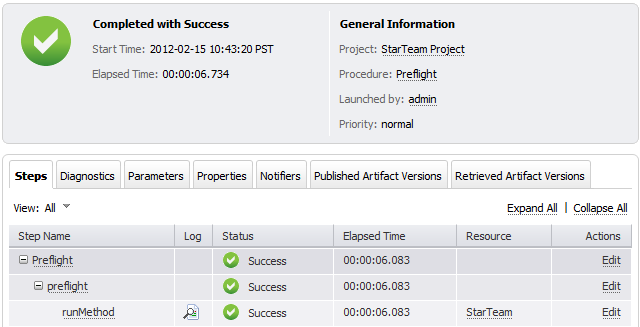 Completed with Success
Start Time: 2012-02-15 10:43:20 PST
Elapsed Time: 00:00:06.734
General Information
Project: StarTeam Project
Procedure: Preflight
Launched by: admin
Priority: normal
Steps Diagnostics Parameters Properties Notifiers Published Artifact Versions Retrieved Artifact Versions
View: All Expand All | Collapse All
Step Name Log Status Elapsed Time Resource Actions
Preflight Success 00:00:06.083 Edit
preflight Success 00:00:06.083 Edit
runMethod Success 00:00:06.083 StarTeam Edit